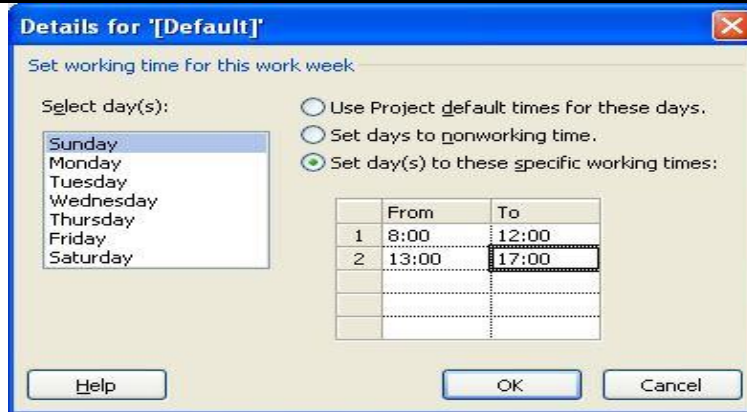 Details for '[Default]'
Set working time for this work week
Select day(s):
Sunday
Monday
Tuesday
Wednesday
Thursday
Friday
Saturday
Use Project default times for these days.
Set days to nonworking time.
Set day(s) to these specific working times:
From To
1 8:00 12:00
2 13:00 17:00
Help OK Cancel